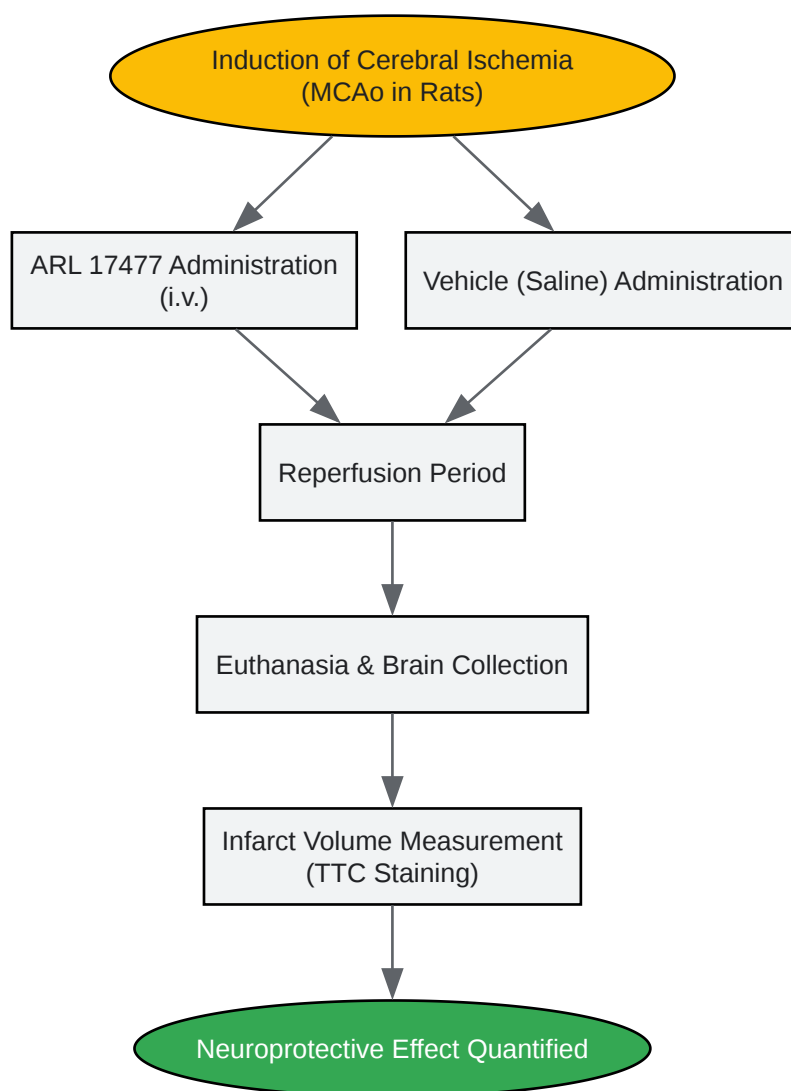 Induction of Cerebral Ischemia
(MCAo in Rats)
ARL 17477 Administration
(i.v.)
Vehicle (Saline) Administration
Reperfusion Period
Euthanasia & Brain Collection
Infarct Volume Measurement
(TTC Staining)
Neuroprotective Effect Quantified